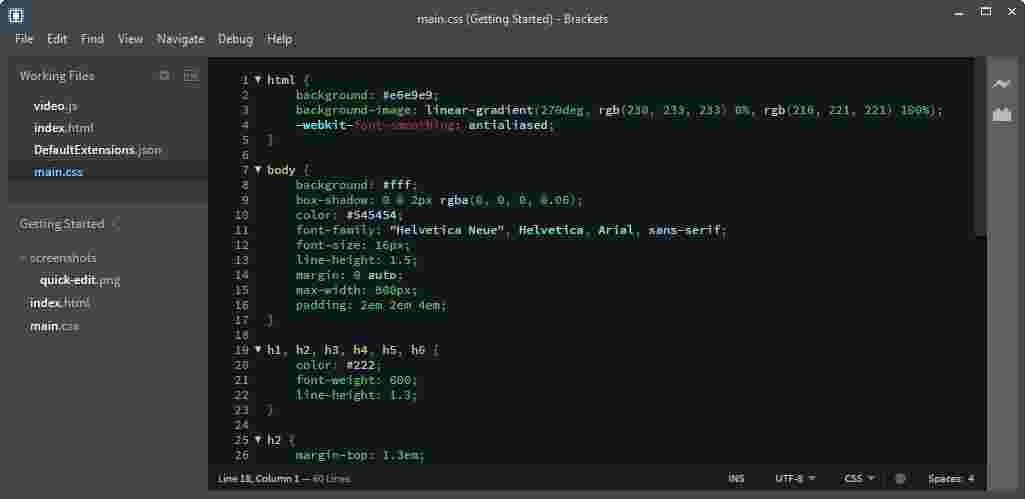 main.css (Getting Started) - Brackets
File Edit Find View Navigate Debug Help
Working Files
video.js
index.html
DefaultExtensions.json
main.css
Getting Started
screenshots
quick-edit.png
index.html
main.css
1 html {
2 background: #e6e9e9;
3 background-image: linear-gradient(270deg, rgb(230, 233, 233) 0%, rgb(216, 221, 221) 100%);
4 -webkit-font-smoothing: antialiased;
5 }
6
7 body {
8 background: #fff;
9 box-shadow: 0 0 2px rgba(0, 0, 0, 0.06);
10 color: #545454;
11 font-family: "Helvetica Neue", Helvetica, Arial, sans-serif;
12 font-size: 16px;
13 line-height: 1.5;
14 margin: 0 auto;
15 max-width: 800px;
16 padding: 2em 2em 4em;
17 }
18
19 h1, h2, h3, h4, h5, h6 {
20 color: #222;
21 font-weight: 600;
22 line-height: 1.3;
23 }
24
25 h2 {
26 margin-bop: 1.3em;
Line 18, Column 1 — 60 Lines INS UTF-8 CSS Spaces: 4